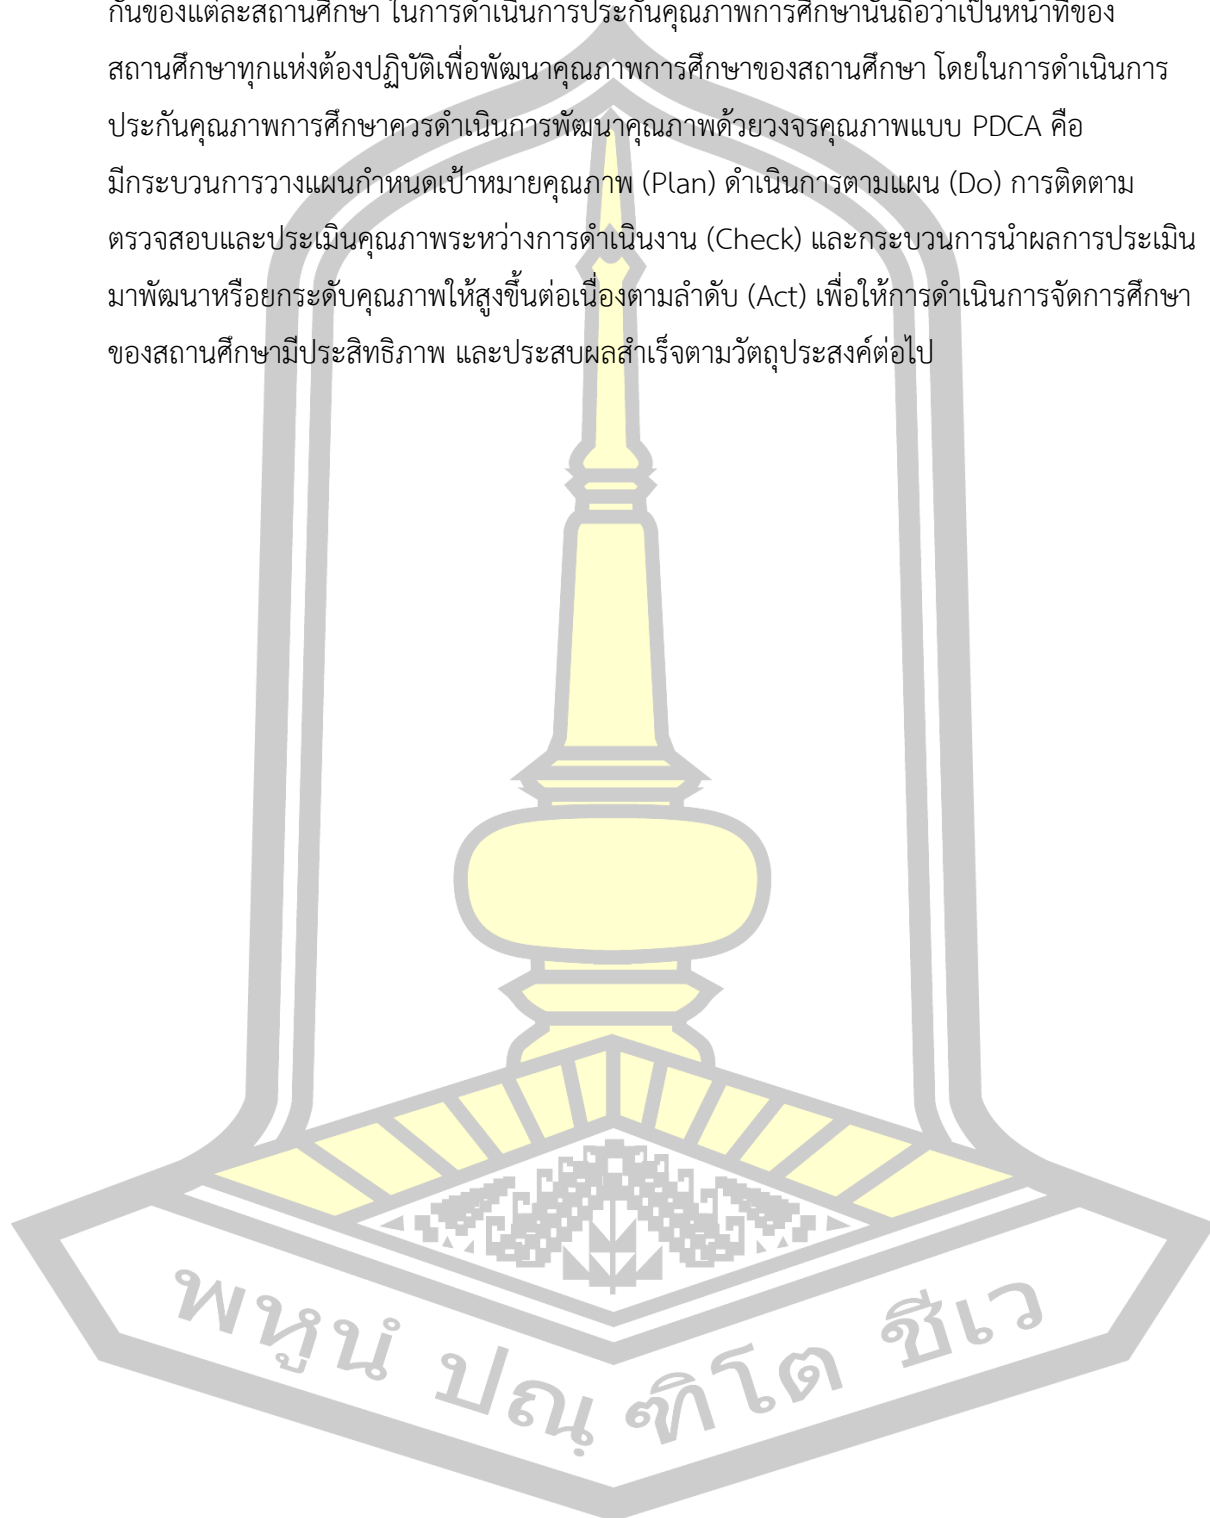 กันของแต่ละสถานศึกษา ในการดำเนินการประกันคุณภาพการศึกษานั้นถือว่าเป็นหน้าที่ของ
สถานศึกษาทุกแห่งต้องปฏิบัติเพื่อพัฒนาคุณภาพการศึกษาของสถานศึกษา โดยในการดำเนินการ
ประกันคุณภาพการศึกษาควรดำเนินการพัฒนาคุณภาพด้วยวงจรคุณภาพแบบ PDCA คือ
มีกระบวนการวางแผนกำหนดเป้าหมายคุณภาพ (Plan) ดำเนินการตามแผน (Do) การติดตาม
ตรวจสอบและประเมินคุณภาพระหว่างการดำเนินงาน (Check) และกระบวนการนำผลการประเมิน
มาพัฒนาหรือยกระดับคุณภาพให้สูงขึ้นต่อเนื่องตามลำดับ (Act) เพื่อให้การดำเนินการจัดการศึกษา
ของสถานศึกษามีประสิทธิภาพ และประสบผลสำเร็จตามวัตถุประสงค์ต่อไป
พหูนํ ปณฺฑิโต ชีเว